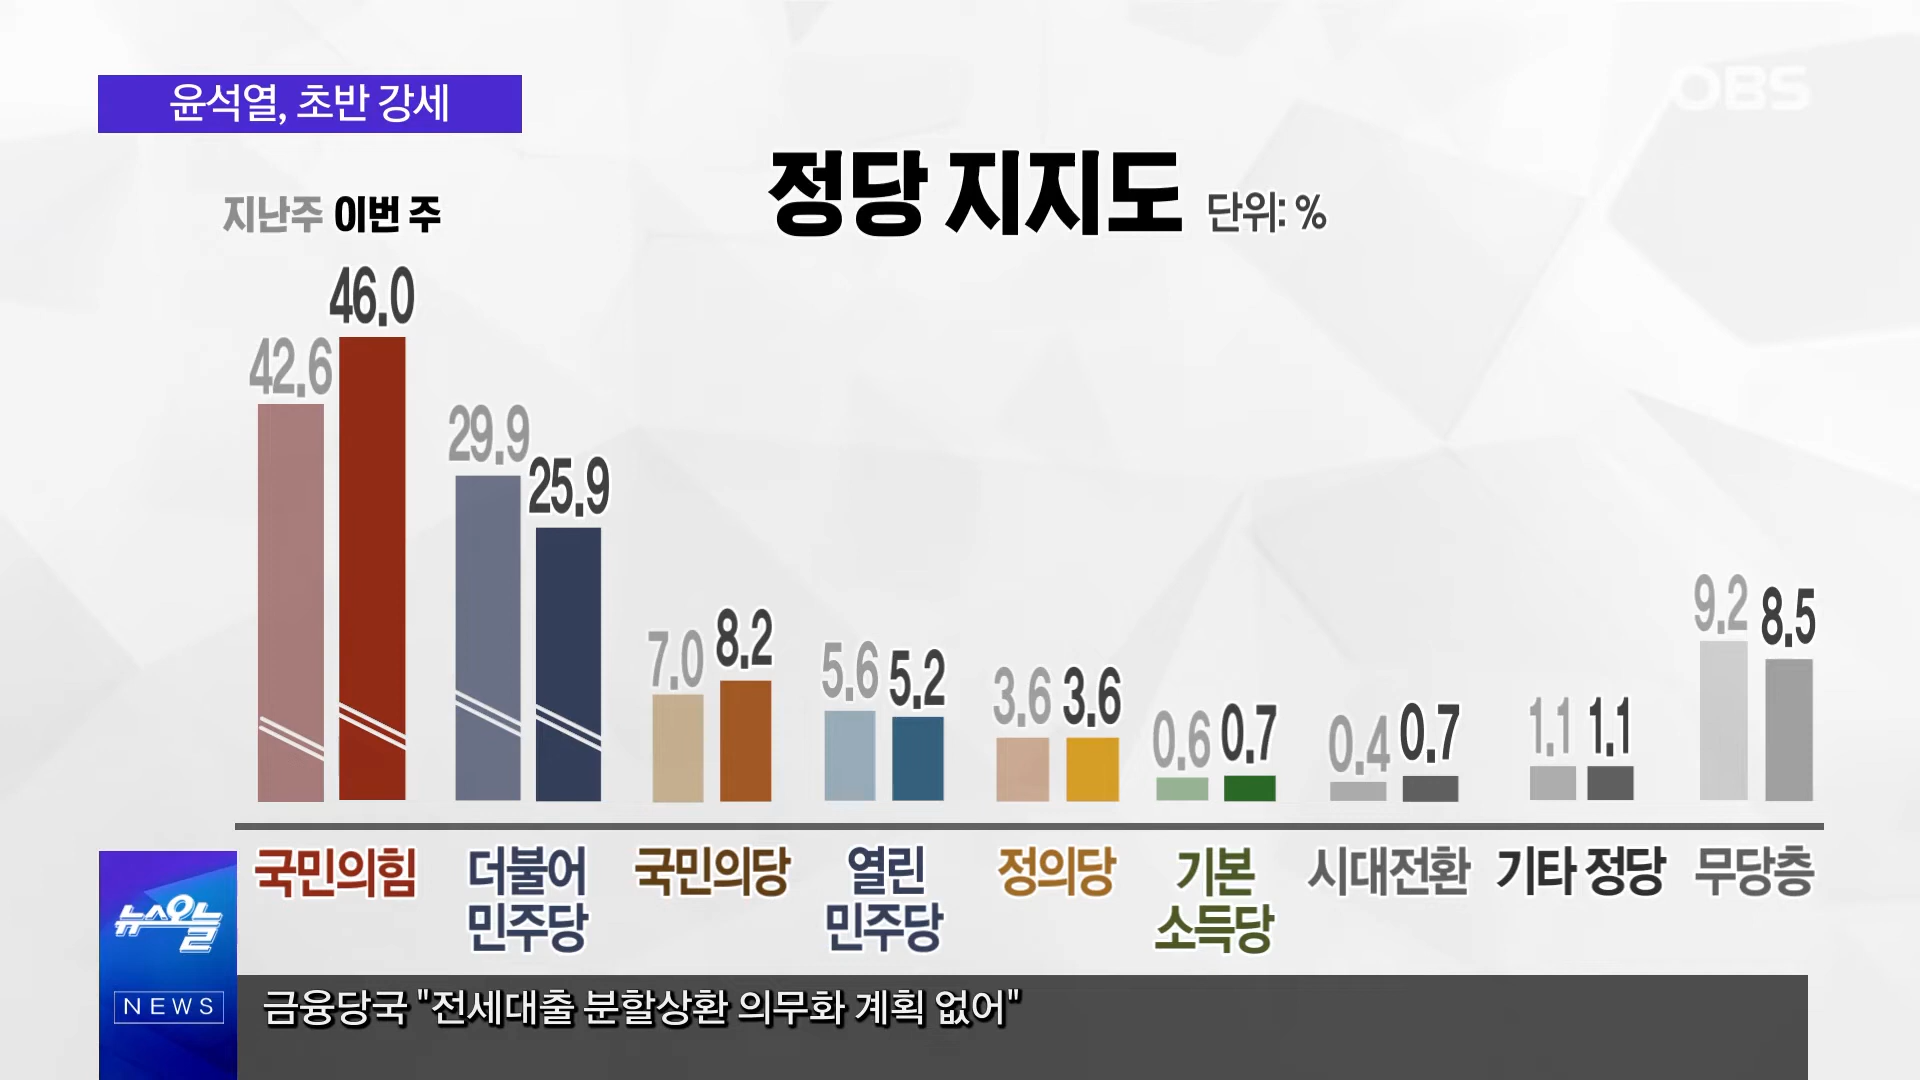 윤석열, 초반 강세
OBS
정당 지지도 단위: %
지난주 이번 주
42.6 46.0
29.9 25.9
7.0 8.2
5.6 5.2
3.6 3.6
0.6 0.7
0.4 0.7
1.1 1.1
9.2 8.5
국민의힘
더불어
민주당
국민의당
열린
민주당
정의당
기본
소득당
시대전환
기타 정당
무당층
뉴스오늘
NEWS
금융당국 "전세대출 분할상환 의무화 계획 없어"